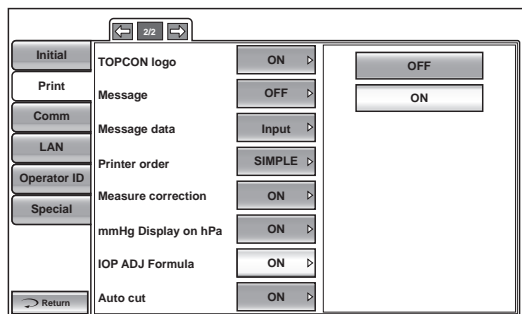 2/2
Initial
Print
Comm
LAN
Operator ID
Special
Return
TOPCON logo ON
Message OFF
Message data Input
Printer order SIMPLE
Measure correction ON
mmHg Display on hPa ON
IOP ADJ Formula ON
Auto cut ON
OFF
ON